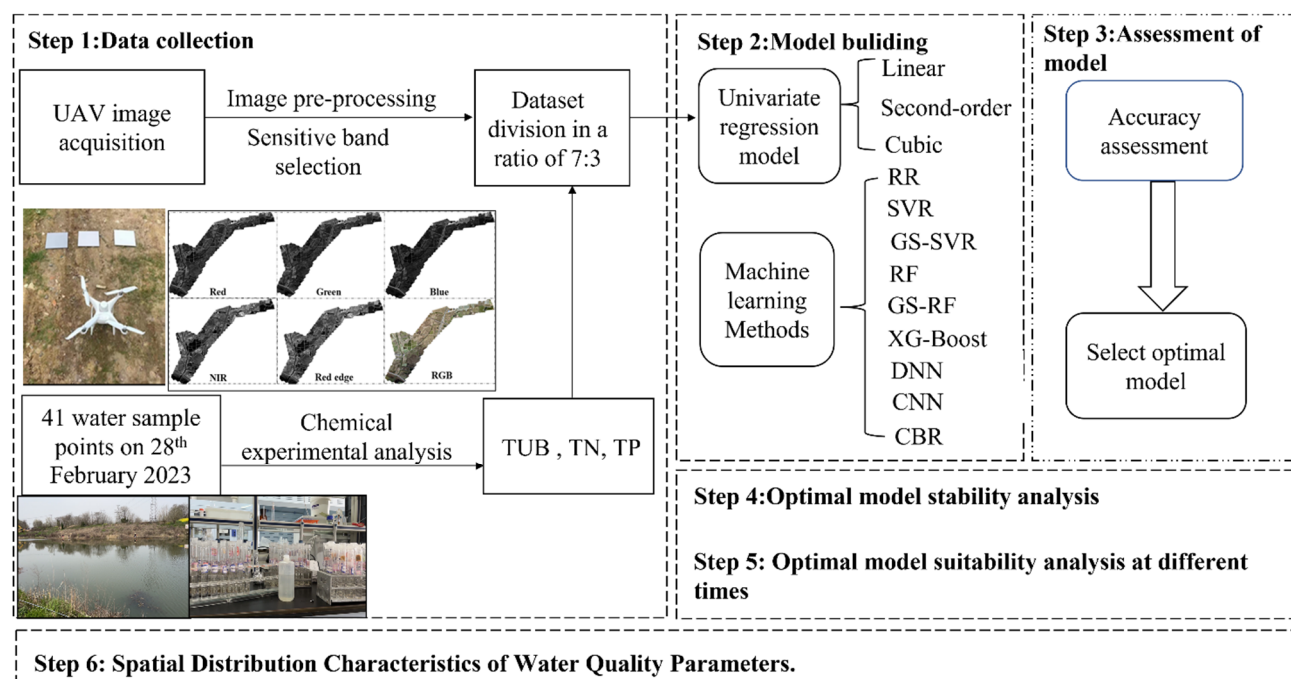 Step 1:Data collection
UAV image
acquisition
Image pre-processing
Sensitive band
selection
Dataset
division in a
ratio of 7:3
Red
Green
Blue
NIR
Red edge
RGB
41 water sample
points on 28th
February 2023
Chemical
experimental analysis
TUB , TN, TP
Step 2:Model buliding
Univariate
regression
model
Linear
Second-order
Cubic
Machine
learning
Methods
RR
SVR
GS-SVR
RF
GS-RF
XG-Boost
DNN
CNN
CBR
Step 3:Assessment of
model
Accuracy
assessment
Select optimal
model
Step 4:Optimal model stability analysis
Step 5: Optimal model suitability analysis at different
times
Step 6: Spatial Distribution Characteristics of Water Quality Parameters.